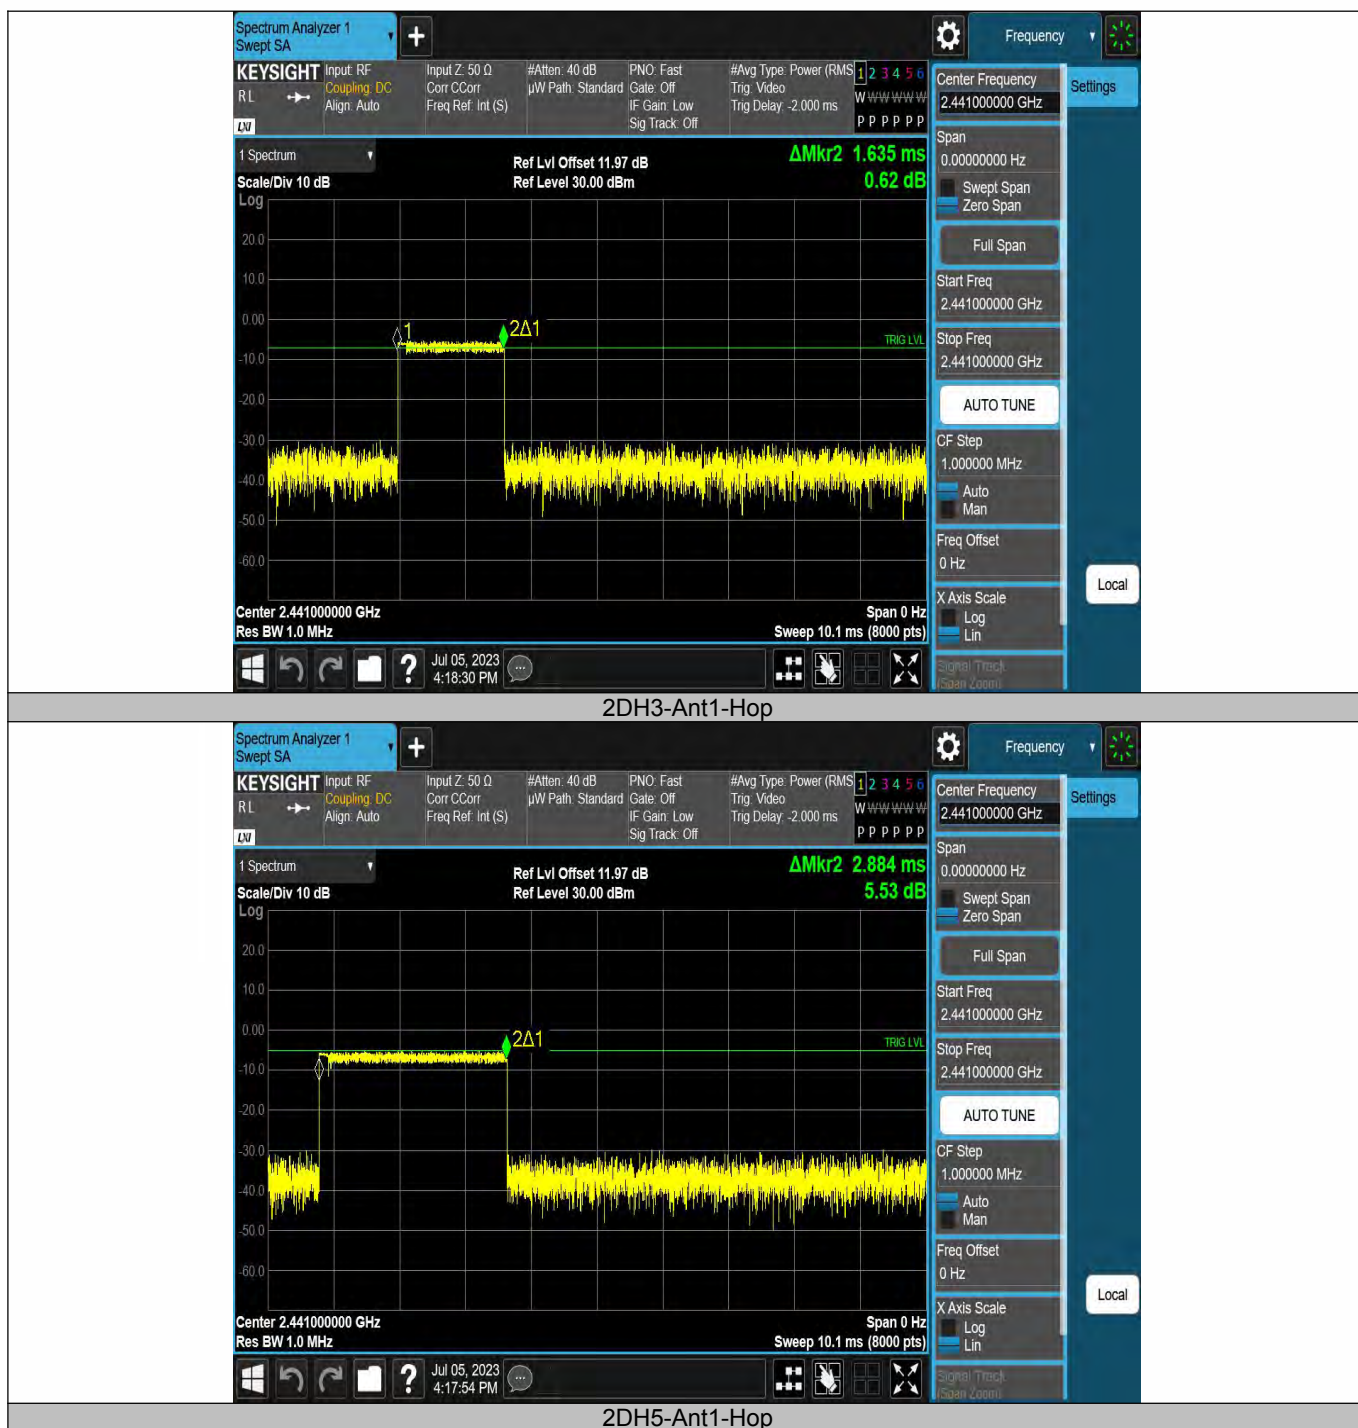 Spectrum Analyzer 1
Swept SA
+
Frequency
KEYSIGHT
RL
LXI
Input: RF
Coupling: DC
Align: Auto
Input Z: 50 Ω
Corr CCorr
Freq Ref: Int (S)
#Atten: 40 dB
µW Path: Standard
PNO: Fast
Gate: Off
IF Gain: Low
Sig Track: Off
#Avg Type: Power (RMS
Trig: Video
Trig Delay: -2.000 ms
1 2 3 4 5 6
W W W W W W
P P P P P P
Center Frequency
2.441000000 GHz
Settings
1 Spectrum
Scale/Div 10 dB
Ref Lvl Offset 11.97 dB
Ref Level 30.00 dBm
ΔMkr2 1.635 ms
0.62 dB
Log
20.0
10.0
0.00
-10.0
-20.0
-30.0
-40.0
-50.0
-60.0
1
2Δ1
TRIG LVL
Span
0.00000000 Hz
Swept Span
Zero Span
Full Span
Start Freq
2.441000000 GHz
Stop Freq
2.441000000 GHz
AUTO TUNE
CF Step
1.000000 MHz
Auto
Man
Freq Offset
0 Hz
X Axis Scale
Log
Lin
Signal Track
(Span Zoom)
Local
Center 2.441000000 GHz
Res BW 1.0 MHz
Span 0 Hz
Sweep 10.1 ms (8000 pts)
?
Jul 05, 2023
4:18:30 PM
2DH3-Ant1-Hop
Spectrum Analyzer 1
Swept SA
+
Frequency
KEYSIGHT
RL
LXI
Input: RF
Coupling: DC
Align: Auto
Input Z: 50 Ω
Corr CCorr
Freq Ref: Int (S)
#Atten: 40 dB
µW Path: Standard
PNO: Fast
Gate: Off
IF Gain: Low
Sig Track: Off
#Avg Type: Power (RMS
Trig: Video
Trig Delay: -2.000 ms
1 2 3 4 5 6
W W W W W W
P P P P P P
Center Frequency
2.441000000 GHz
Settings
1 Spectrum
Scale/Div 10 dB
Ref Lvl Offset 11.97 dB
Ref Level 30.00 dBm
ΔMkr2 2.884 ms
5.53 dB
Log
20.0
10.0
0.00
-10.0
-20.0
-30.0
-40.0
-50.0
-60.0
2Δ1
TRIG LVL
Span
0.00000000 Hz
Swept Span
Zero Span
Full Span
Start Freq
2.441000000 GHz
Stop Freq
2.441000000 GHz
AUTO TUNE
CF Step
1.000000 MHz
Auto
Man
Freq Offset
0 Hz
X Axis Scale
Log
Lin
Signal Track
(Span Zoom)
Local
Center 2.441000000 GHz
Res BW 1.0 MHz
Span 0 Hz
Sweep 10.1 ms (8000 pts)
?
Jul 05, 2023
4:17:54 PM
2DH5-Ant1-Hop